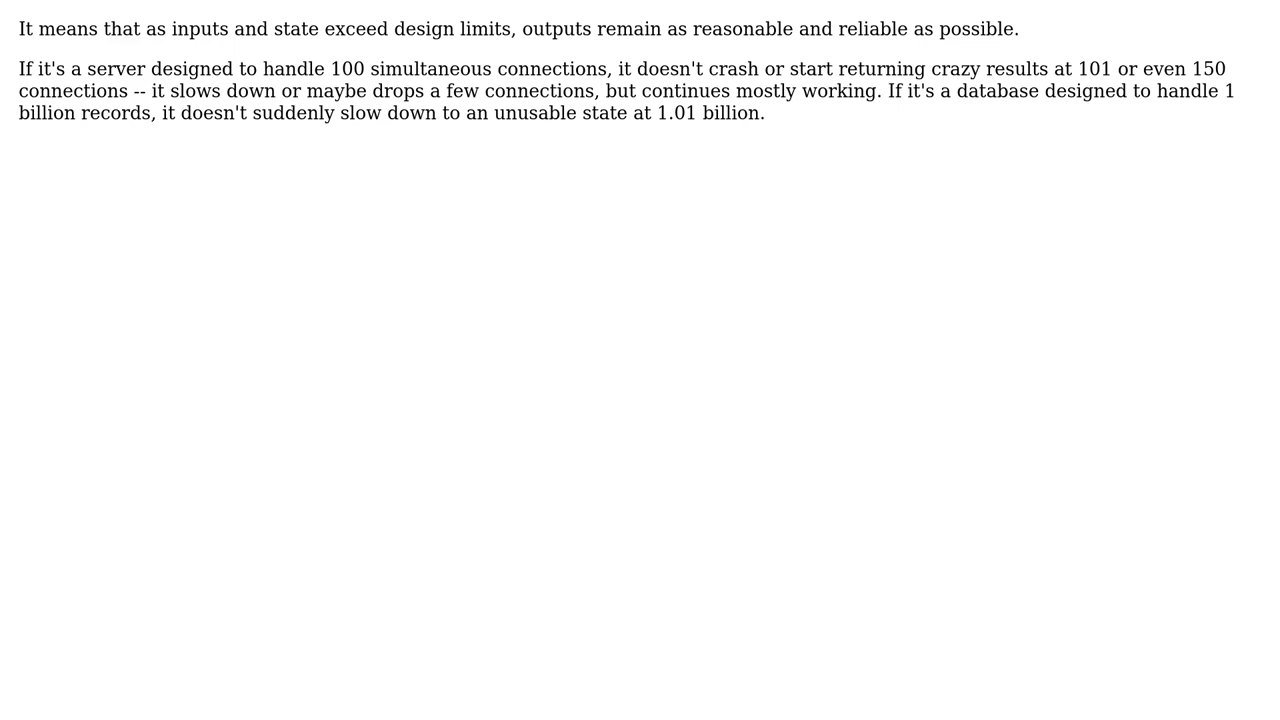 It means that as inputs and state exceed design limits, outputs remain as reasonable and reliable as possible.
If it's a server designed to handle 100 simultaneous connections, it doesn't crash or start returning crazy results at 101 or even 150
connections -- it slows down or maybe drops a few connections, but continues mostly working. If it's a database designed to handle 1
billion records, it doesn't suddenly slow down to an unusable state at 1.01 billion.